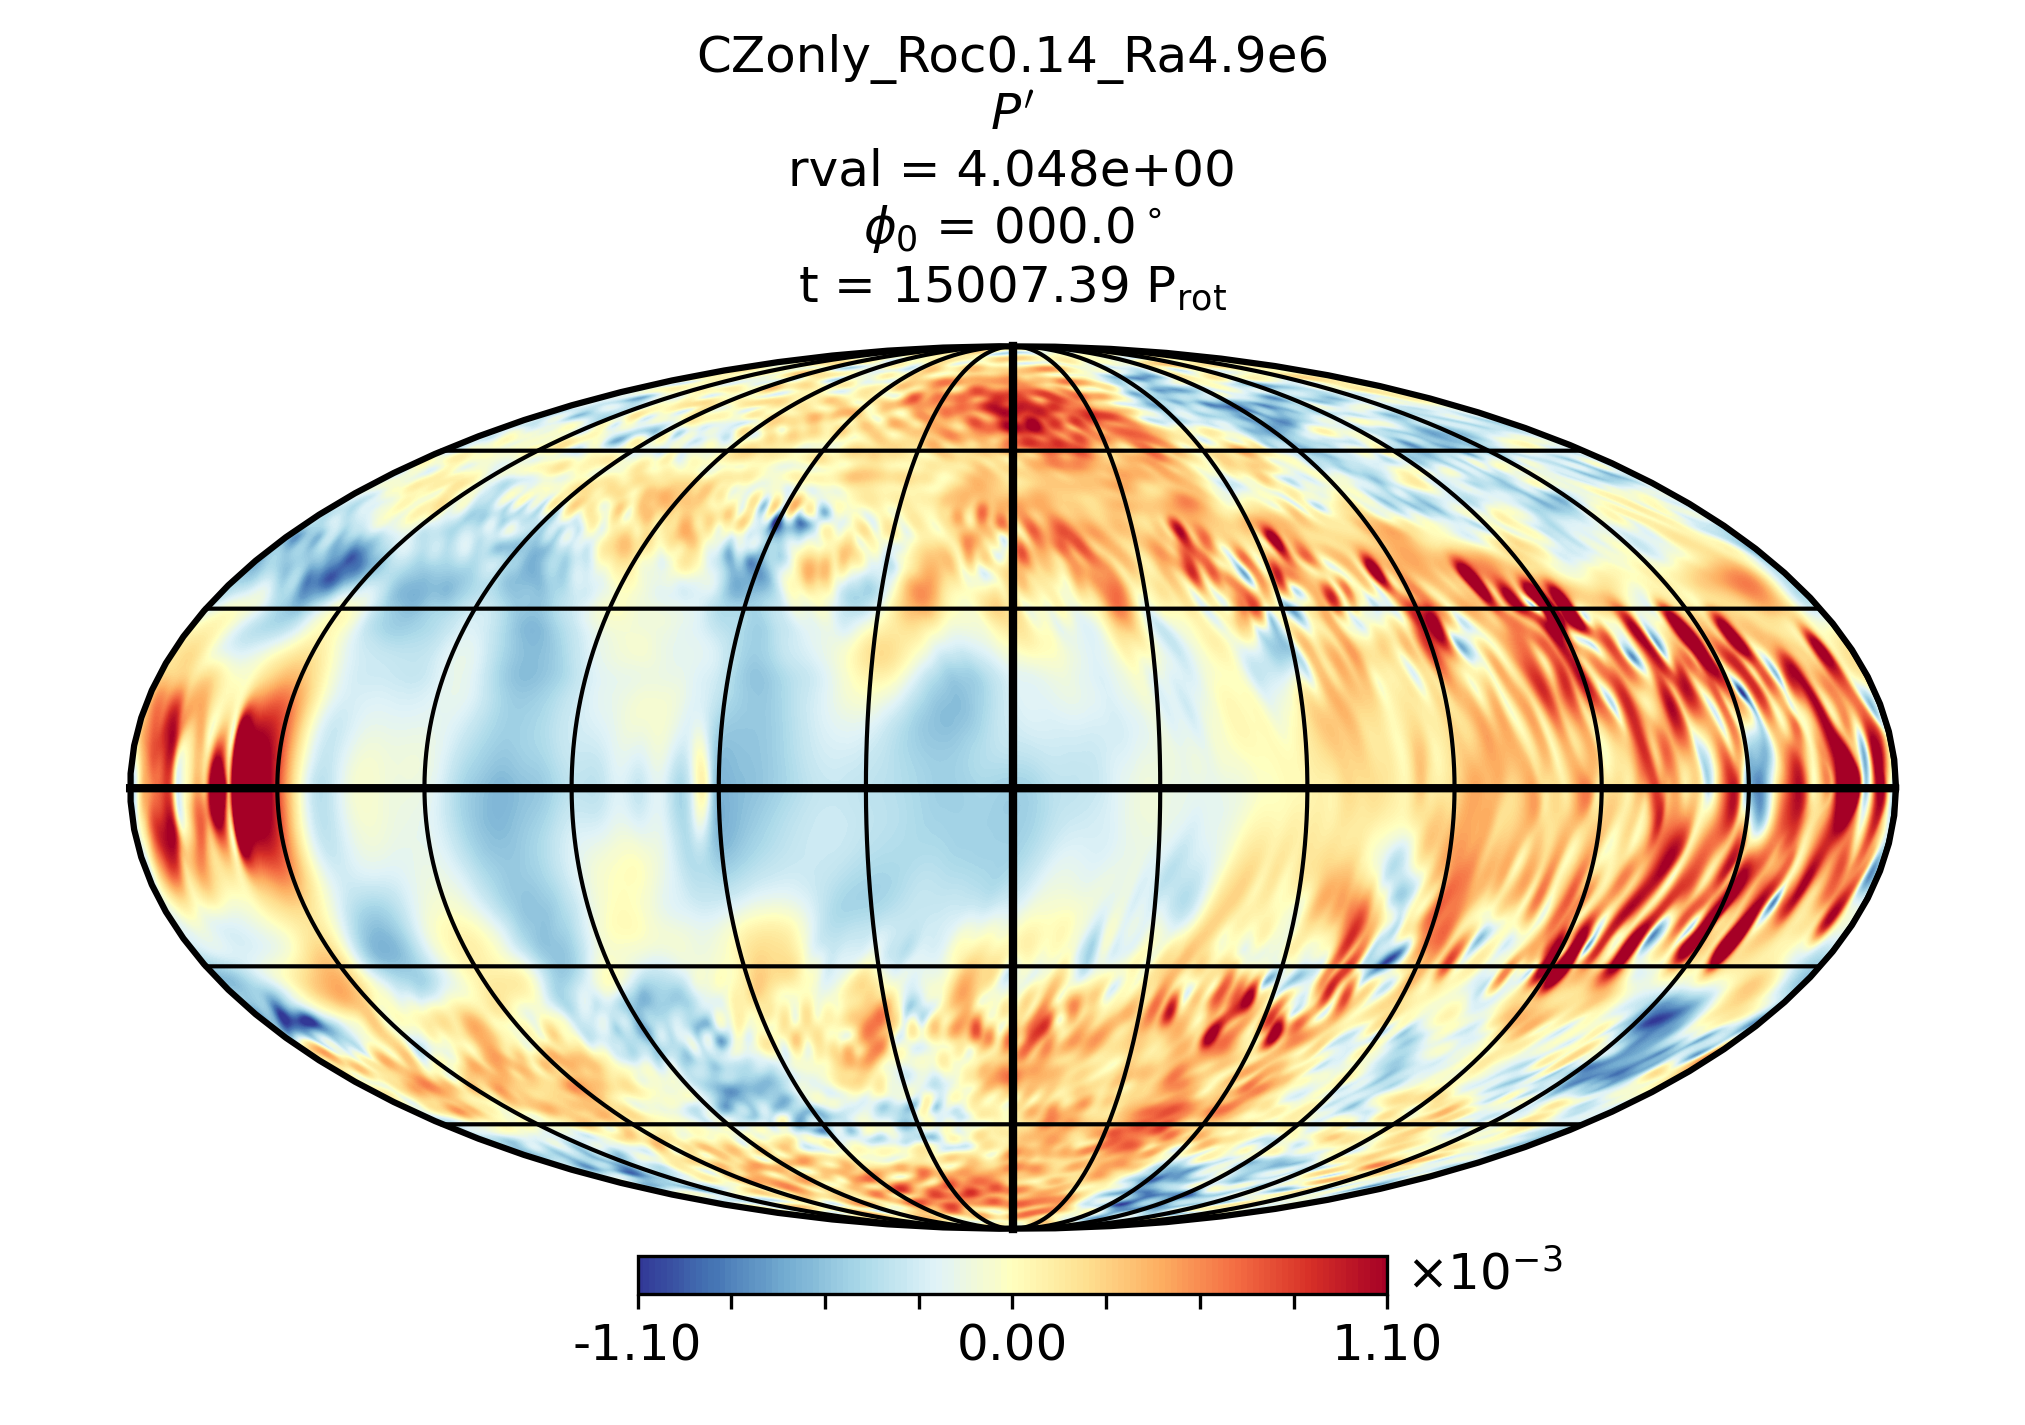 CZonly_Roc0.14_Ra4.9e6
P′
rval = 4.048e+00
ϕ₀ = 000.0°
t = 15007.39 Pᵣₒₜ
×10⁻³
-1.10 0.00 1.10